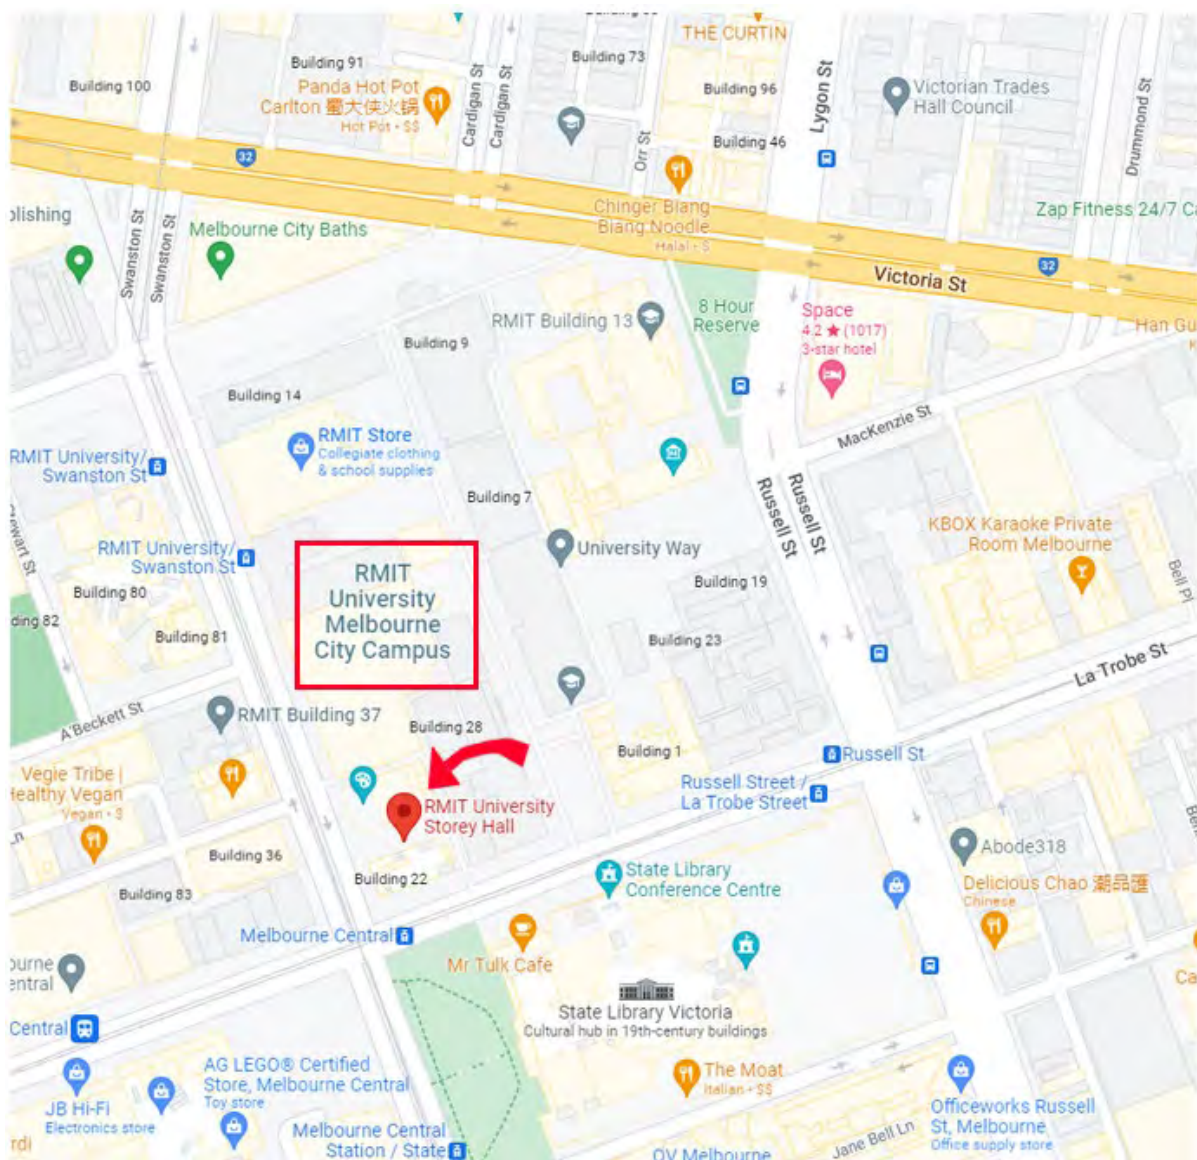 THE CURTIN
Building 73
Building 91
Building 100
Panda Hot Pot
Carlton 蜀大侠火锅
Hot Pot • $$
Cardigan St
Cardigan St
Building 96
Lygon St
Victorian Trades
Hall Council
Drummond St
Orr St
Building 46
32
Chinger Biang
Biang Noodle
Halal • $
Zap Fitness 24/7
Swanston St
Swanston St
Melbourne City Baths
Victoria St
32
8 Hour
Reserve
Space
4.2 ★ (1017)
3-star hotel
RMIT Building 13
Building 9
Building 14
MacKenzie St
RMIT Store
Collegiate clothing
& school supplies
RMIT University/
Swanston St
Building 7
Russell St
Russell St
KBOX Karaoke Private
Room Melbourne
RMIT University/
Swanston St
University Way
Bell Pl
Building 80
RMIT
University
Melbourne
City Campus
Building 19
Building 81
Building 23
La Trobe St
A'Beckett St
RMIT Building 37
Building 28
Building 1
Russell St
Vegie Tribe |
Healthy Vegan
Vegan • $
Russell Street /
La Trobe Street
RMIT University
Storey Hall
Abode318
Building 36
Building 22
State Library
Conference Centre
Delicious Chao 潮品匯
Chinese
Building 83
Melbourne Central
Mr Tulk Cafe
State Library Victoria
Cultural hub in 19th-century buildings
Central
AG LEGO® Certified
Store, Melbourne Central
Toy store
The Moat
Italian • $$
JB Hi-Fi
Electronics store
Officeworks Russell
St, Melbourne
Office supply store
Melbourne Central
Station / State
QV Melbourne
Jane Bell Ln